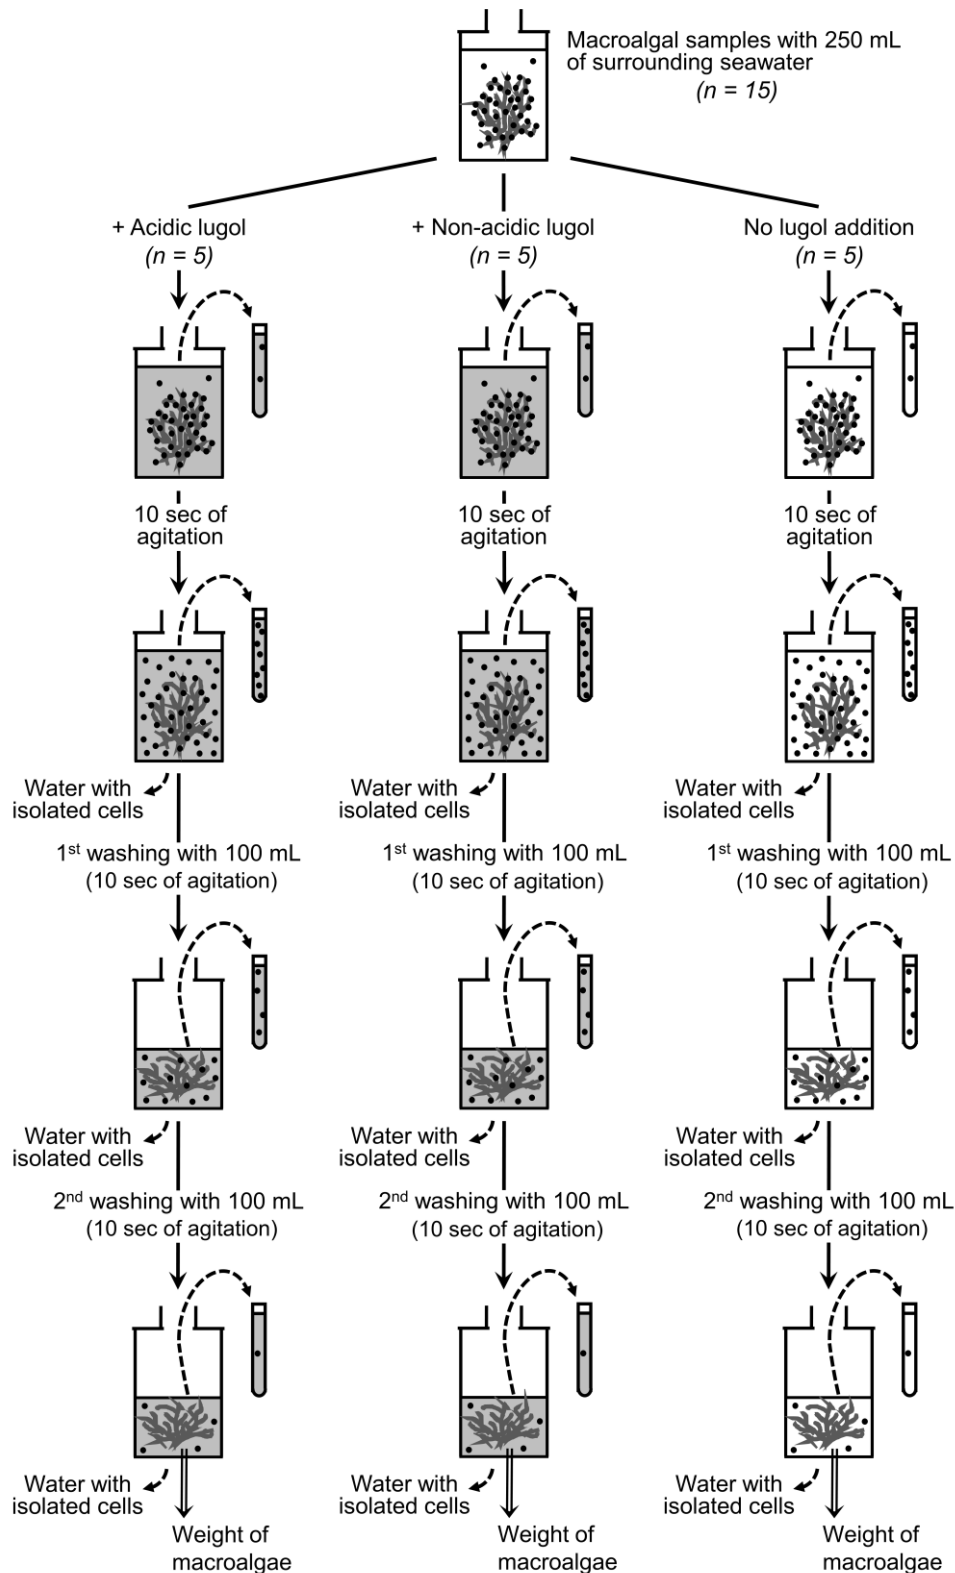 Macroalgal samples with 250 mL
of surrounding seawater
(n = 15)
+ Acidic lugol
(n = 5)
+ Non-acidic lugol
(n = 5)
No lugol addition
(n = 5)
10 sec of
agitation
10 sec of
agitation
10 sec of
agitation
Water with
isolated cells
Water with
isolated cells
Water with
isolated cells
1st washing with 100 mL
(10 sec of agitation)
1st washing with 100 mL
(10 sec of agitation)
1st washing with 100 mL
(10 sec of agitation)
Water with
isolated cells
Water with
isolated cells
Water with
isolated cells
2nd washing with 100 mL
(10 sec of agitation)
2nd washing with 100 mL
(10 sec of agitation)
2nd washing with 100 mL
(10 sec of agitation)
Water with
isolated cells
Water with
isolated cells
Water with
isolated cells
Weight of
macroalgae
Weight of
macroalgae
Weight of
macroalgae